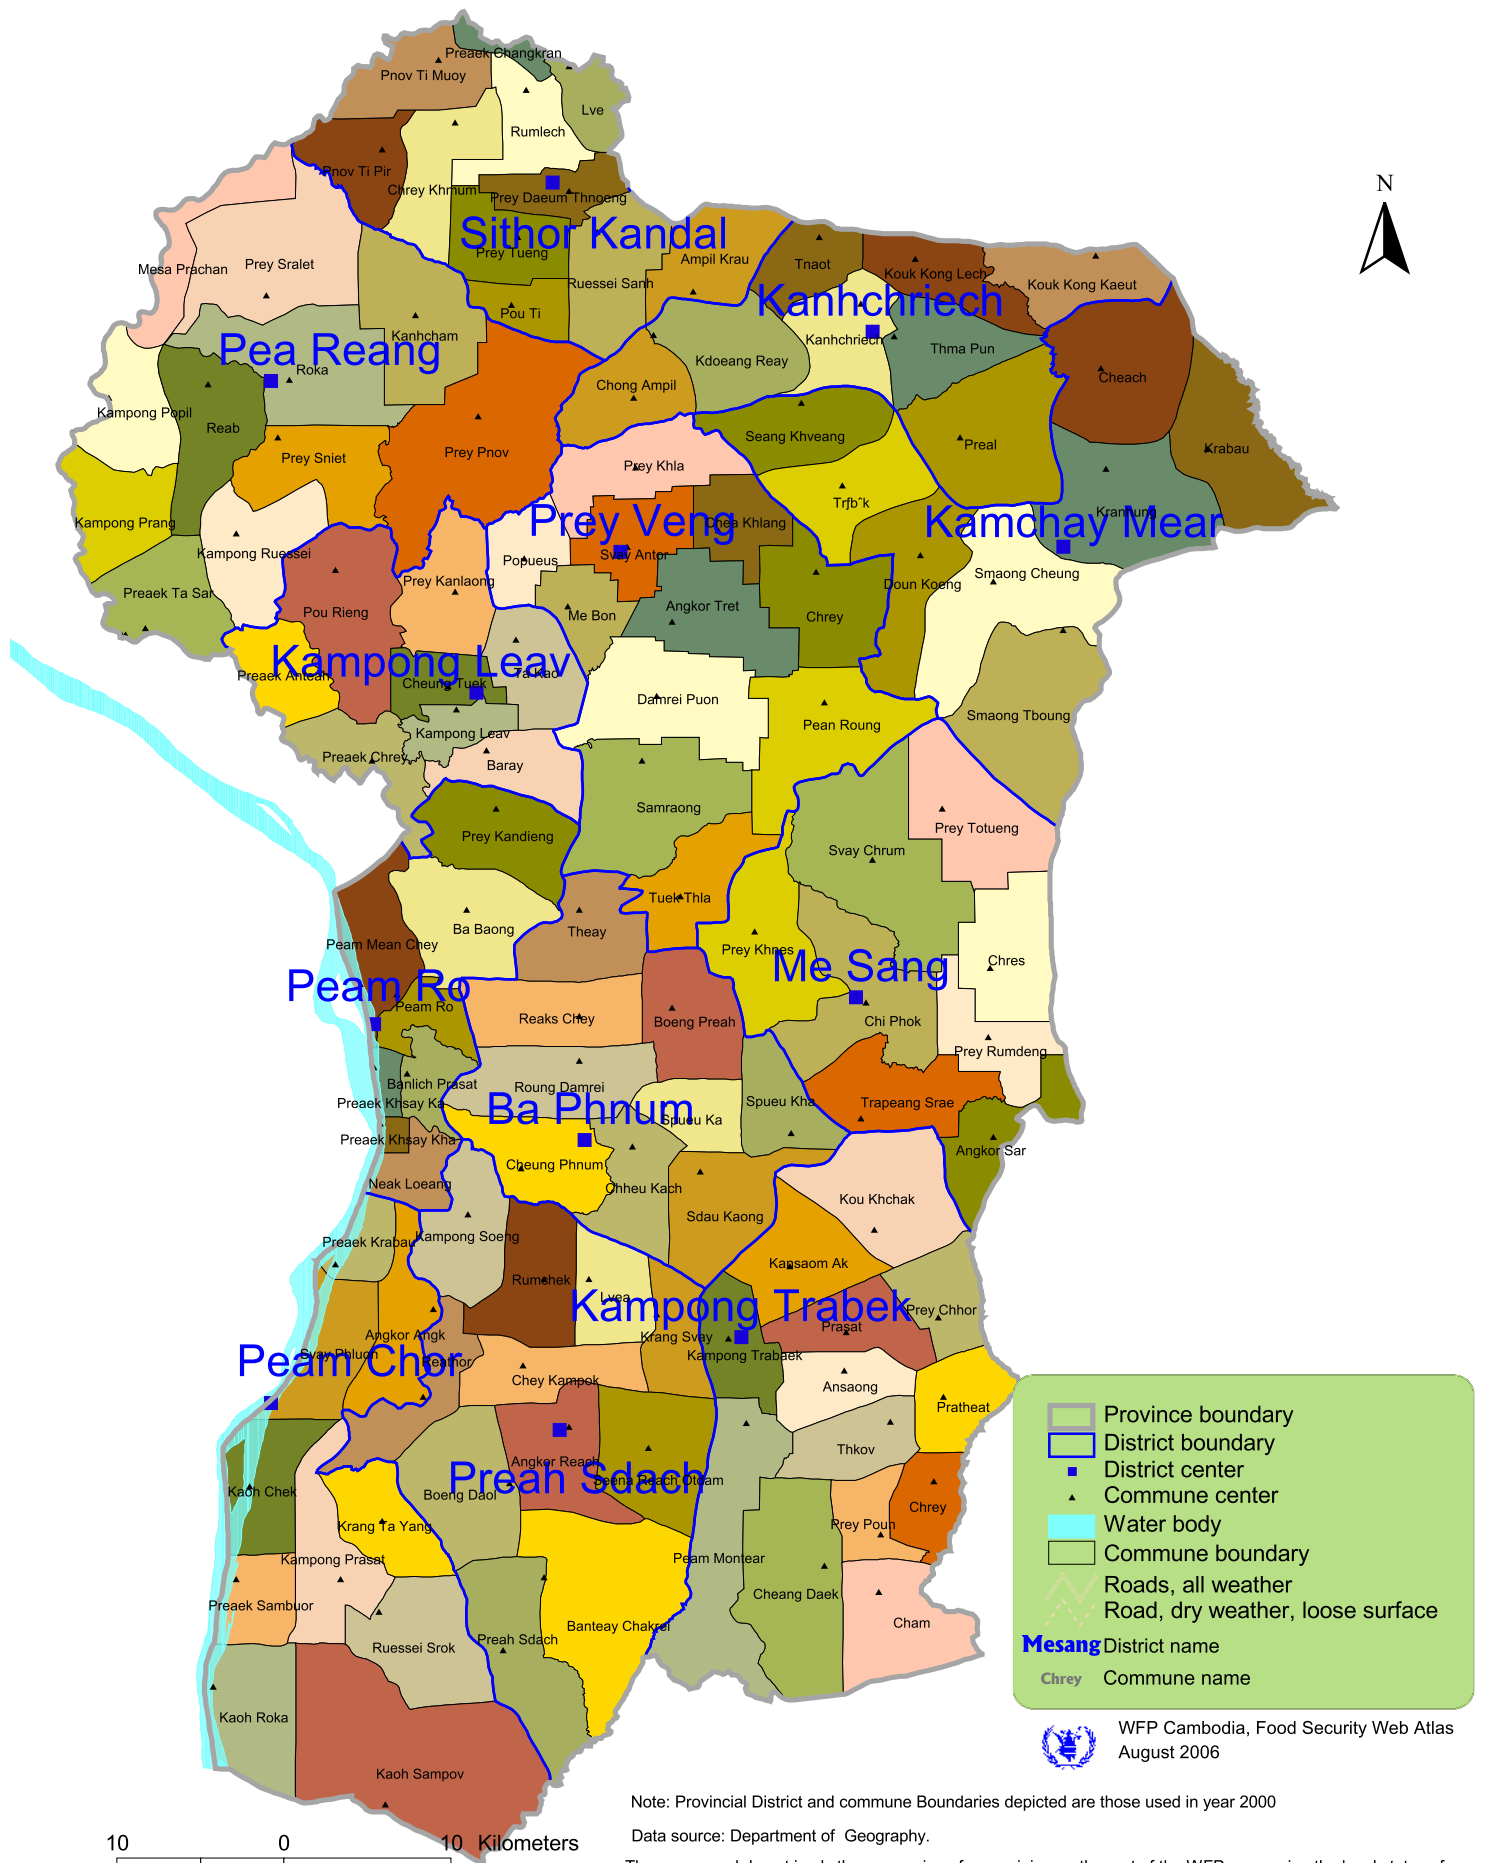 Preaek Changkran
Pnov Ti Muoy
Lve
Rumlech
Pnov Ti Pir
Chrey Khmum
Prey Daeum Thnoeng
N
Sithor Kandal
Prey Tueng
Ampil Krau
Tnaot
Mesa Prachan
Prey Sralet
Kouk Kong Lech
Kouk Kong Kaeut
Ruessei Sanh
Kanhchriech
Pou Ti
Kanhcham
Kanhchriech
Thma Pun
Pea Reang
Kdoeang Reay
Roka
Chong Ampil
Cheach
Kampong Popil
Reab
Seang Khveang
Preal
Krabau
Prey Sniet
Prey Pnov
Prey Khla
Trƒbˆk
Kranhung
Kampong Prang
Prey Veng
Chea Khlang
Kamchay Mear
Kampong Ruessei
Popueus
Svay Antor
Smaong Cheung
Prey Kanlaong
Doun Koeng
Preaek Ta Sar
Pou Rieng
Me Bon
Angkor Tret
Chrey
Kampong Leav
Preaek Anteah
Cheung Tuek
Ta Kao
Damrei Puon
Smaong Tboung
Pean Roung
Kampong Leav
Preaek Chrey
Baray
Samraong
Prey Kandieng
Prey Totueng
Svay Chrum
Tuek Thla
Ba Baong
Theay
Peam Mean Chey
Prey Khnes
Me Sang
Chres
Peam Ro
Peam Ro
Reaks Chey
Boeng Preah
Chi Phok
Prey Rumdeng
Banlich Prasat
Roung Damrei
Preaek Khsay Ka
Ba Phnum
Spueu Kha
Trapeang Srae
Spueu Ka
Preaek Khsay Kha
Angkor Sar
Cheung Phnum
Neak Loeang
Chheu Kach
Kou Khchak
Sdau Kaong
Preaek Krabau
Kampong Soeng
Kansaom Ak
Rumchek
Lvea
Kampong Trabek
Prey Chhor
Prasat
Angkor Angk
Krang Svay
Svay Phluoh
Reathor
Kampong Trabaek
Peam Chor
Chey Kampok
Ansaong
Pratheat
Province boundary
District boundary
Thkov
Angkor Reach
District center
Preah Sdach
Seena Reach Otdam
Kaoh Chek
Boeng Daol
Commune center
Chrey
Krang Ta Yang
Prey Poun
Water body
Kampong Prasat
Peam Montear
Commune boundary
Cheang Daek
Roads, all weather
Preaek Sambuor
Road, dry weather, loose surface
Cham
Banteay Chakrei
Preah Sdach
Ruessei Srok
Mesang District name
Chrey Commune name
Kaoh Roka
WFP Cambodia, Food Security Web Atlas
August 2006
Kaoh Sampov
Note: Provincial District and commune Boundaries depicted are those used in year 2000
Data source: Department of Geography.
10 0 10 Kilometers